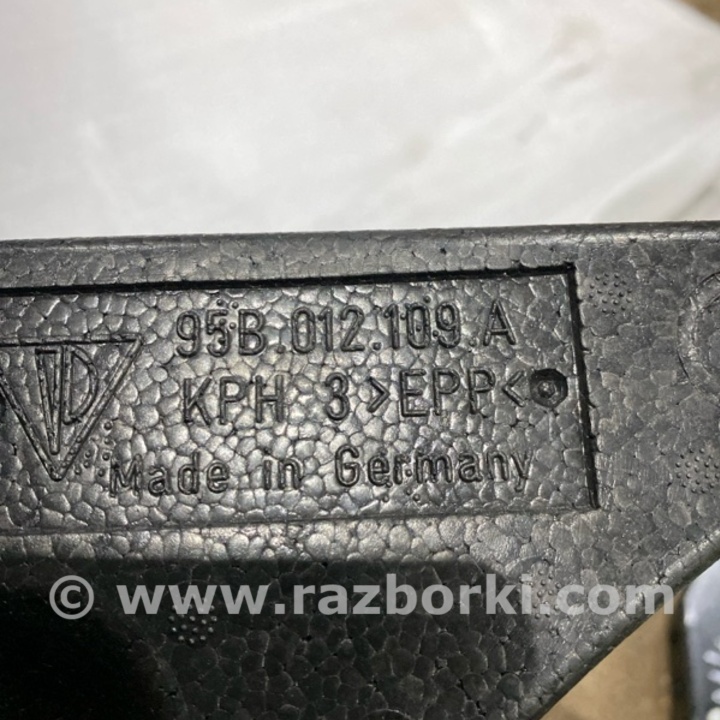 95B.012.109.A
KPH 3 >EPP<
Made in Germany
© www.razborki.com